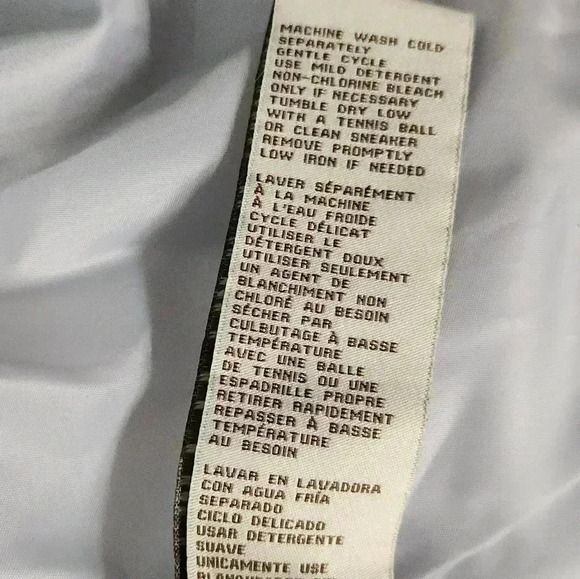 MACHINE WASH COLD
SEPARATELY
GENTLE CYCLE
USE MILD DETERGENT
NON-CHLORINE BLEACH
ONLY IF NECESSARY
TUMBLE DRY LOW
WITH A TENNIS BALL
OR CLEAN SNEAKER
REMOVE PROMPTLY
LOW IRON IF NEEDED
LAVER SÉPARÉMENT
À LA MACHINE
À L'EAU FROIDE
CYCLE DÉLICAT
UTILISER LE
DÉTERGENT DOUX
UTILISER SEULEMENT
UN AGENT DE
BLANCHIMENT NON
CHLORÉ AU BESOIN
SÉCHER PAR
CULBUTAGE À BASSE
TEMPÉRATURE
AVEC UNE BALLE
DE TENNIS OU UNE
ESPADRILLE PROPRE
RETIRER RAPIDEMENT
REPASSER À BASSE
TEMPÉRATURE
AU BESOIN
LAVAR EN LAVADORA
CON AGUA FRÍA
SEPARADO
CICLO DELICADO
USAR DETERGENTE
SUAVE
UNICAMENTE USE